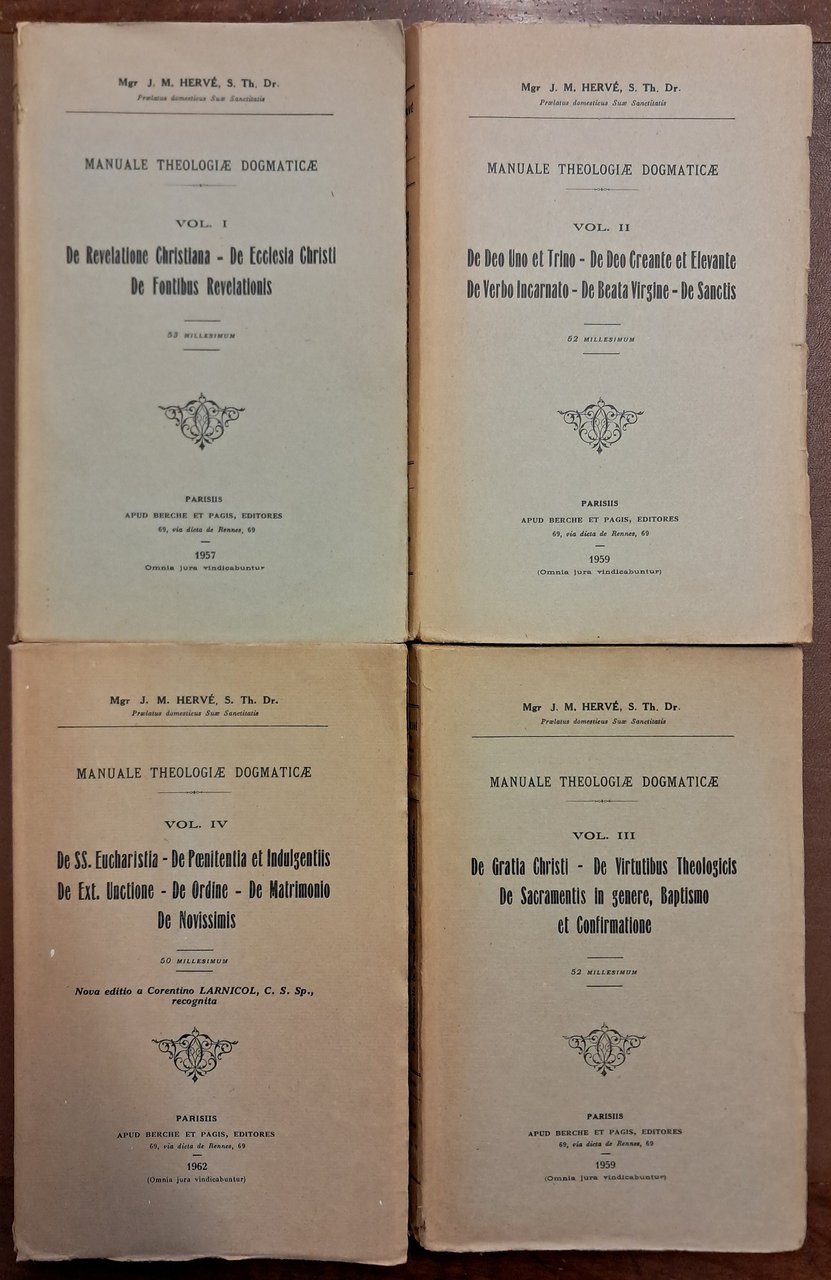 Mgr J. M. HERVÉ, S. Th. Dr.
Prælatus domesticus Suæ Sanctitatis
MANUALE THEOLOGIÆ DOGMATICÆ
VOL. I
De Revelatione Christiana - De Ecclesia Christi
De Fontibus Revelationis
53 MILLESIMUM
PARISIIS
APUD BERCHE ET PAGIS, EDITORES
69, via dicta de Rennes, 69
1957
Omnia jura vindicabuntur
Mgr J. M. HERVÉ, S. Th. Dr.
Prælatus domesticus Suæ Sanctitatis
MANUALE THEOLOGIÆ DOGMATICÆ
VOL. II
De Deo Uno et Trino - De Deo Creante et Elevante
De Verbo Incarnato - De Beata Virgine - De Sanctis
52 MILLESIMUM
PARISIIS
APUD BERCHE ET PAGIS, EDITORES
69, via dicta de Rennes, 69
1959
(Omnia jura vindicabuntur)
Mgr J. M. HERVÉ, S. Th. Dr.
Prælatus domesticus Suæ Sanctitatis
MANUALE THEOLOGIÆ DOGMATICÆ
VOL. IV
De SS. Eucharistia - De Pœnitentia et Indulgentiis
De Ext. Unctione - De Ordine - De Matrimonio
De Novissimis
50 MILLESIMUM
Nova editio a Corentino LARNICOL, C. S. Sp.,
recognita
PARISIIS
APUD BERCHE ET PAGIS, EDITORES
69, via dicta de Rennes, 69
1962
(Omnia jura vindicabuntur)
Mgr J. M. HERVÉ, S. Th. Dr.
Prælatus domesticus Suæ Sanctitatis
MANUALE THEOLOGIÆ DOGMATICÆ
VOL. III
De Gratia Christi - De Virtutibus Theologicis
De Sacramentis in genere, Baptismo
et Confirmatione
52 MILLESIMUM
PARISIIS
APUD BERCHE ET PAGIS, EDITORES
69, via dicta de Rennes, 69
1959
(Omnia jura vindicabuntur)